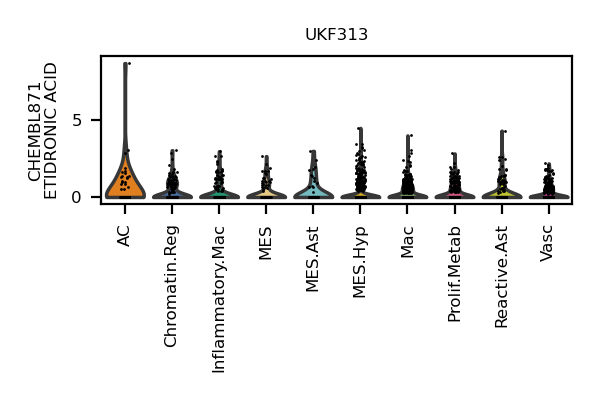 UKF313
CHEMBL871
ETIDRONIC ACID
5
0
AC
Chromatin.Reg
Inflammatory.Mac
MES
MES.Ast
MES.Hyp
Mac
Prolif.Metab
Reactive.Ast
Vasc